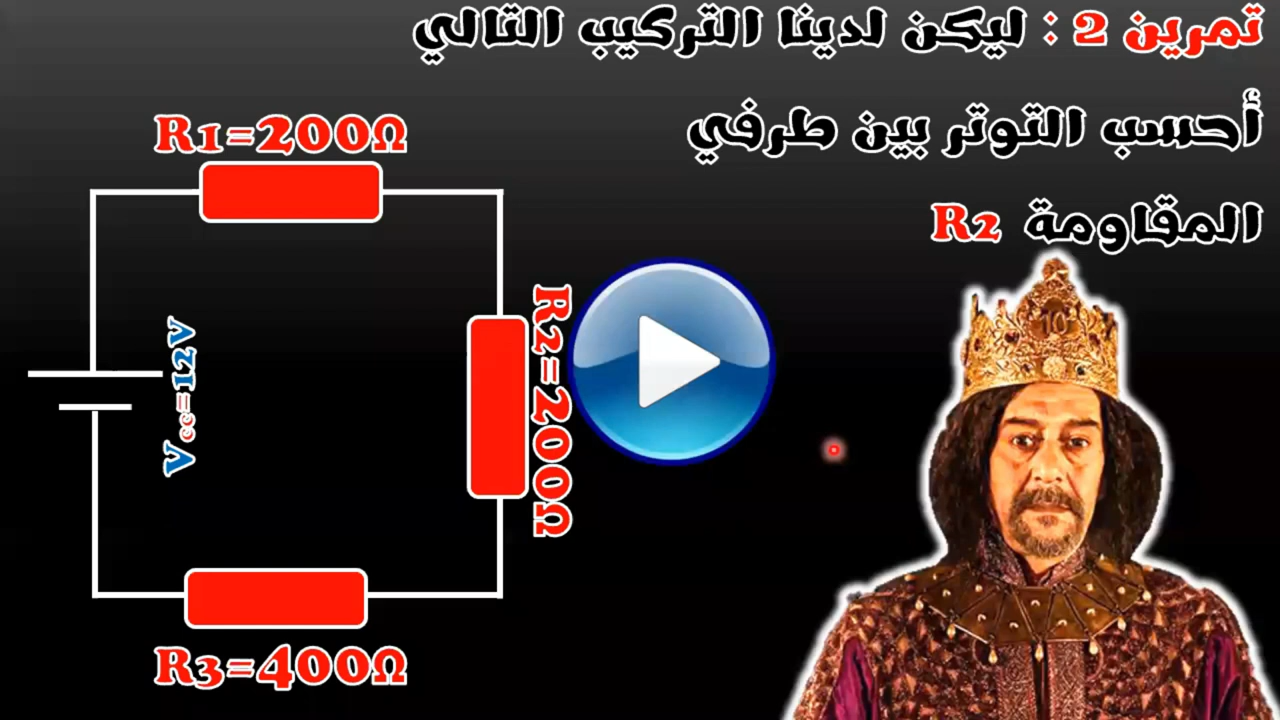 تمرين 2 : ليكن لدينا التركيب التالي
أحسب التوتر بين طرفي
المقاومة R2
R1=200Ω
Vcc=12V
R2=200Ω
R3=400Ω
10